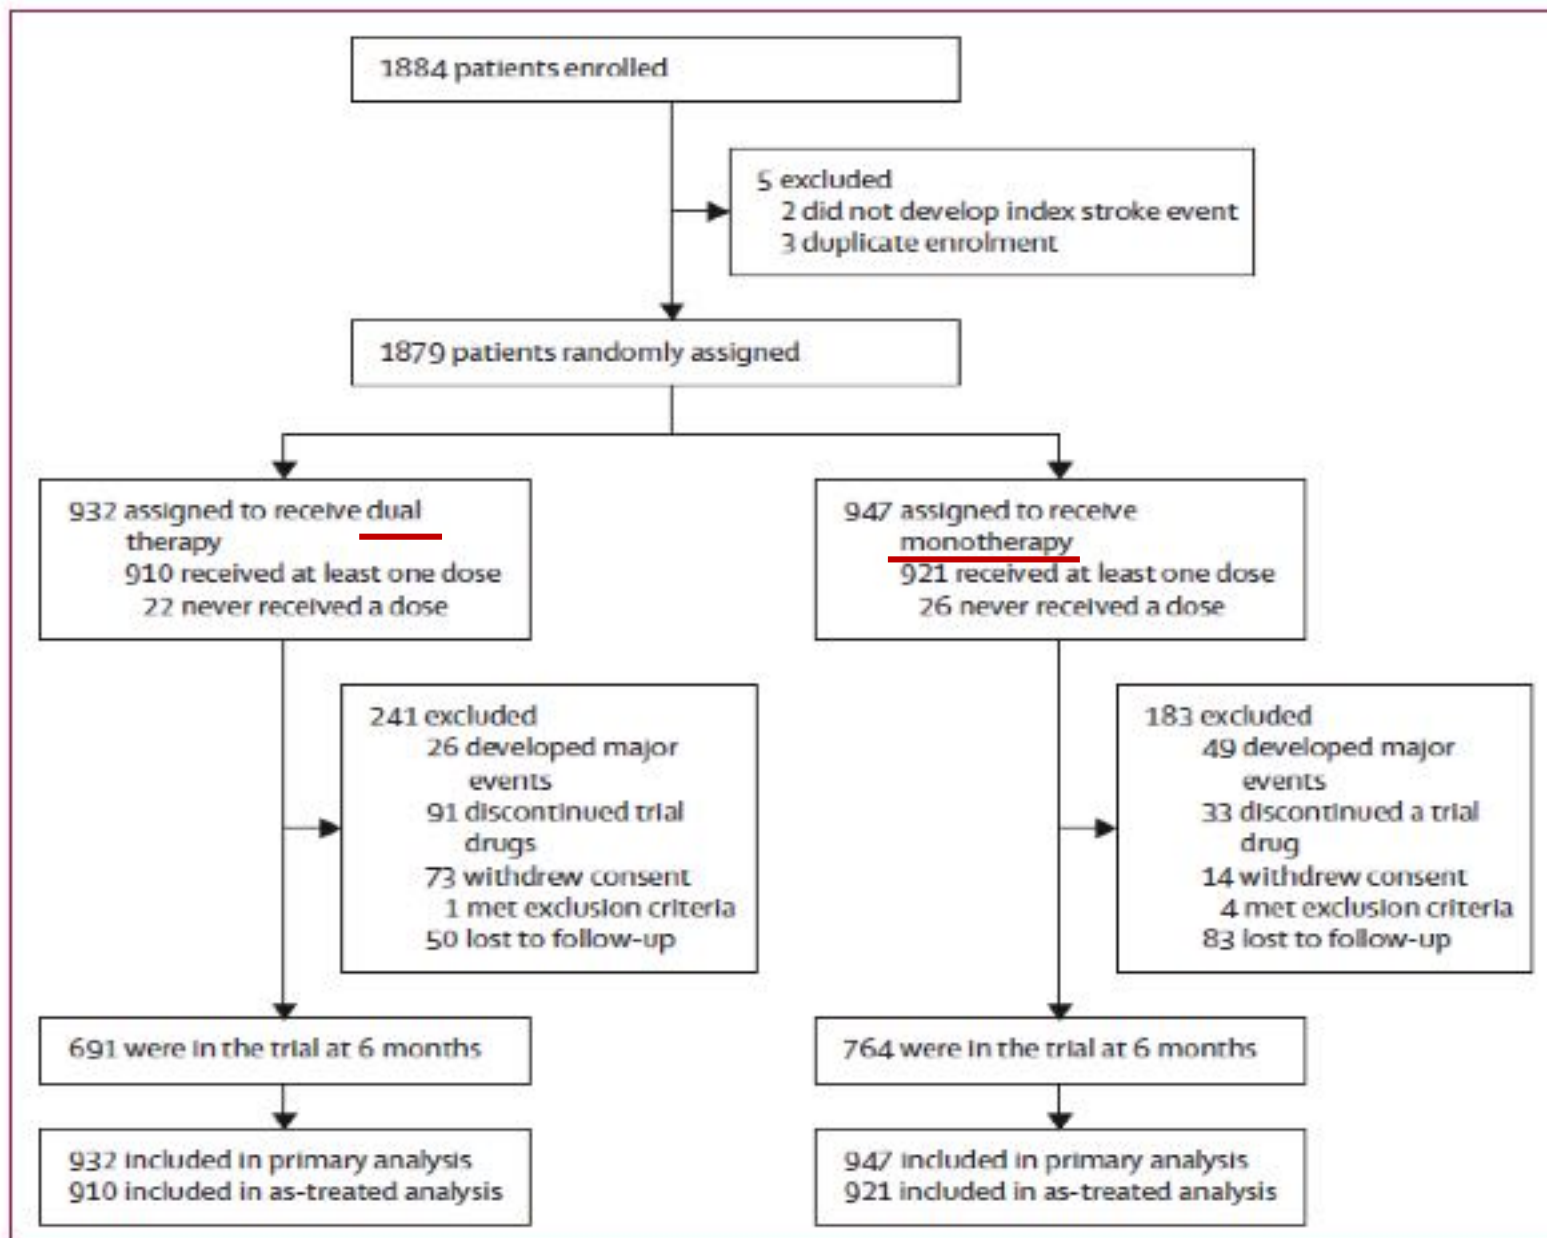 1884 patients enrolled
5 excluded
2 did not develop index stroke event
3 duplicate enrolment
1879 patients randomly assigned
932 assigned to receive dual
therapy
910 received at least one dose
22 never received a dose
947 assigned to receive
monotherapy
921 received at least one dose
26 never received a dose
241 excluded
26 developed major
events
91 discontinued trial
drugs
73 withdrew consent
1 met exclusion criteria
50 lost to follow-up
183 excluded
49 developed major
events
33 discontinued a trial
drug
14 withdrew consent
4 met exclusion criteria
83 lost to follow-up
691 were in the trial at 6 months
764 were in the trial at 6 months
932 included in primary analysis
910 included in as-treated analysis
947 included in primary analysis
921 included in as-treated analysis